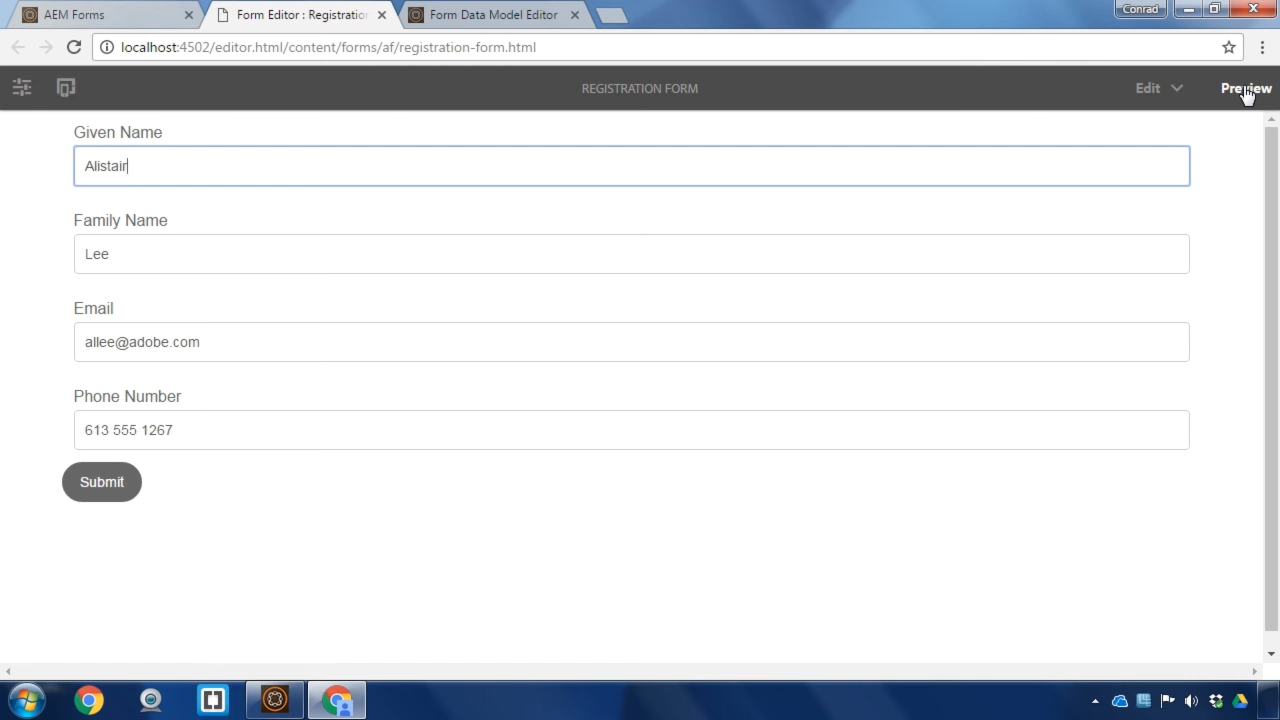 AEM Forms
Form Editor : Registration
Form Data Model Editor
Conrad
localhost:4502/editor.html/content/forms/af/registration-form.html
REGISTRATION FORM
Edit
Preview
Given Name
Alistair
Family Name
Lee
Email
allee@adobe.com
Phone Number
613 555 1267
Submit